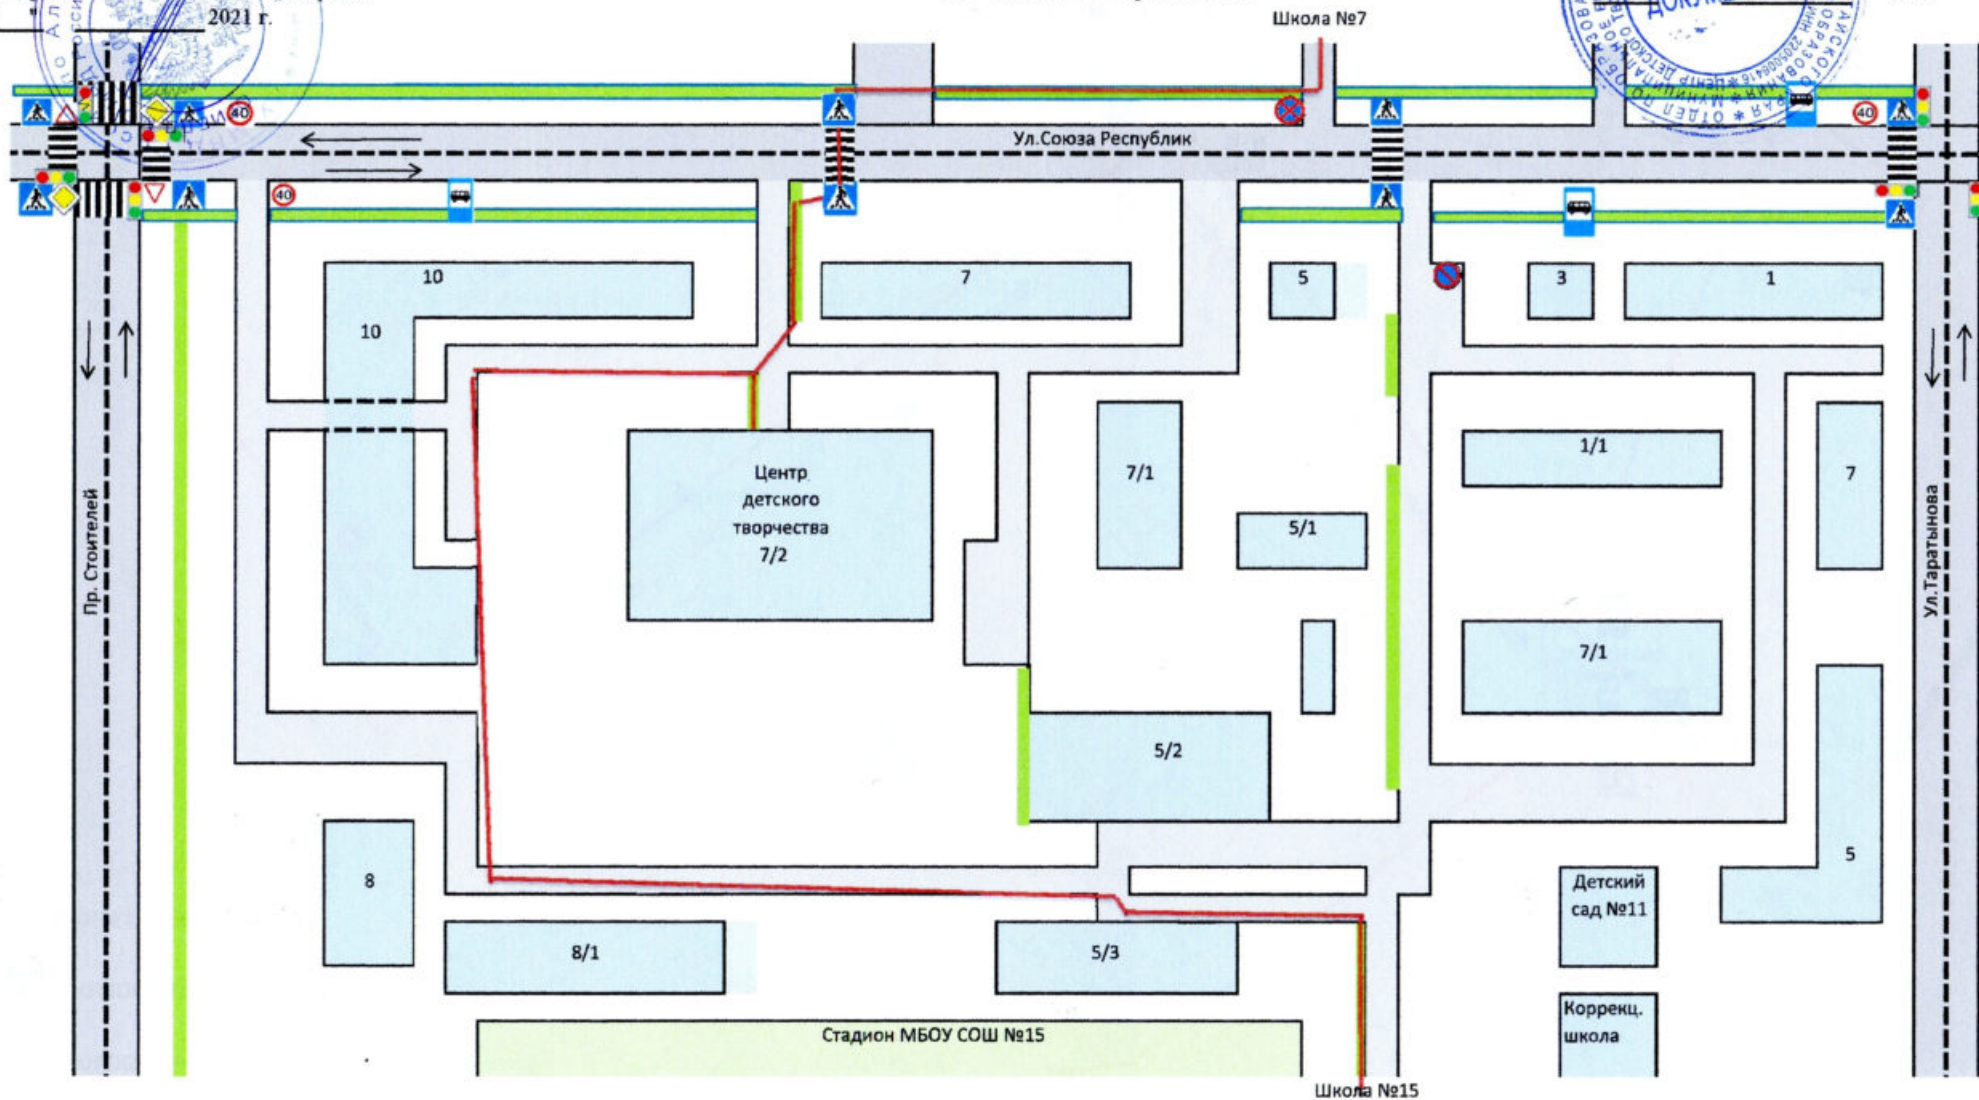 2021 г.
Школа №7
40
40
Ул.Союза Республик
40
10
7
5
3
1
10
Центр
детского
творчества
7/2
7/1
5/1
1/1
7
Пр. Стоителей
Ул.Таратынова
7/1
5/2
5
8
Детский
сад №11
8/1
5/3
Коррекц.
школа
Стадион МБОУ СОШ №15
Школа №15